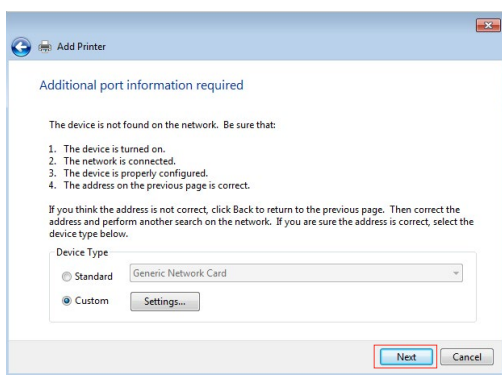 Add Printer
Additional port information required
The device is not found on the network. Be sure that:
1. The device is turned on.
2. The network is connected.
3. The device is properly configured.
4. The address on the previous page is correct.
If you think the address is not correct, click Back to return to the previous page. Then correct the
address and perform another search on the network. If you are sure the address is correct, select the
device type below.
Device Type
Standard
Generic Network Card
Custom
Settings...
Next
Cancel